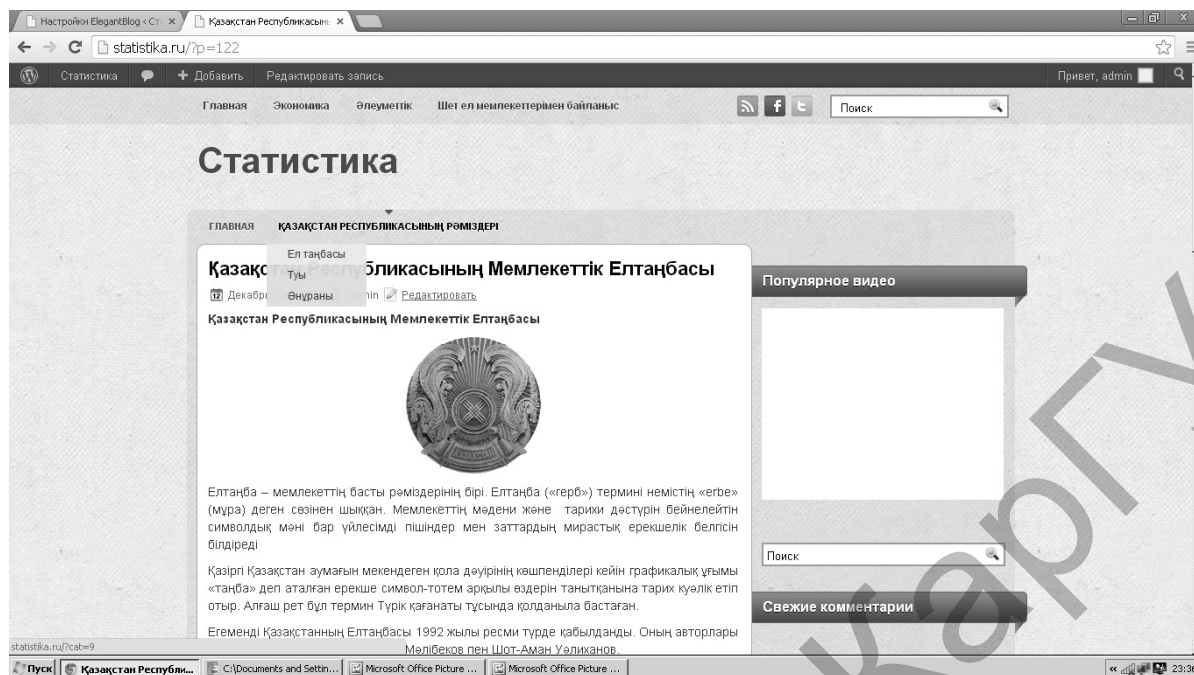 Настройки ElegantBlog ‹ Ст
Қазақстан Республикасын
statistika.ru/?p=122
Статистика
Добавить
Редактировать запись
Привет, admin
Главная Экономика Әлеуметтік Шет ел мемлекеттерімен байланыс
Поиск
Статистика
ГЛАВНАЯ ҚАЗАҚСТАН РЕСПУБЛИКАСЫНЫҢ РӘМІЗДЕРІ
Ел таңбасы
Туы
Әнұраны
Қазақстан Республикасының Мемлекеттік Елтаңбасы
12 Декабр min Редактировать
Қазақстан Республикасының Мемлекеттік Елтаңбасы
ҚАЗАҚСТАН
Елтаңба – мемлекеттің басты рәміздерінің бірі. Елтаңба («герб») термині немістің «erbe»
(мұра) деген сөзінен шыққан. Мемлекеттің мәдени және тарихи дәстүрін бейнелейтін
символдық мәні бар үйлесімді пішіндер мен заттардың мирастық ерекшелік белгісін
білдіреді
Қазіргі Қазақстан аумағын мекендеген қола дәуірінің көшпенділері кейін графикалық ұғымы
«таңба» деп аталған ерекше символ-тотем арқылы өздерін танытқанына тарих куәлік етіп
отыр. Алғаш рет бұл термин Түрік қағанаты тұсында қолданыла бастаған.
Егеменді Қазақстанның Елтаңбасы 1992 жылы ресми түрде қабылданды. Оның авторлары
Мәлібеков пен Шот-Аман Уәлиханов.
Популярное видео
Поиск
Свежие комментарии
statistika.ru/?cat=9
Пуск
Қазақстан Республи...
C:\Documents and Settin...
Microsoft Office Picture ...
Microsoft Office Picture ...
23:36
КарГУ